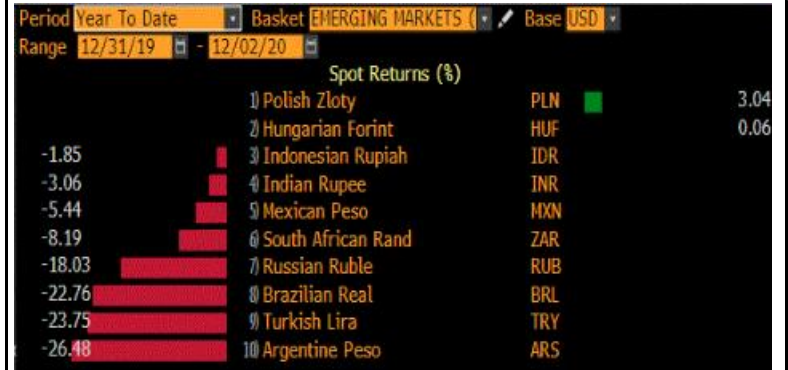 Period Year To Date Basket EMERGING MARKETS ( Base USD
Range 12/31/19 - 12/02/20
Spot Returns (%)
1) Polish Zloty PLN 3.04
2) Hungarian Forint HUF 0.06
-1.85 3) Indonesian Rupiah IDR
-3.06 4) Indian Rupee INR
-5.44 5) Mexican Peso MXN
-8.19 6) South African Rand ZAR
-18.03 7) Russian Ruble RUB
-22.76 8) Brazilian Real BRL
-23.75 9) Turkish Lira TRY
-26.48 10) Argentine Peso ARS